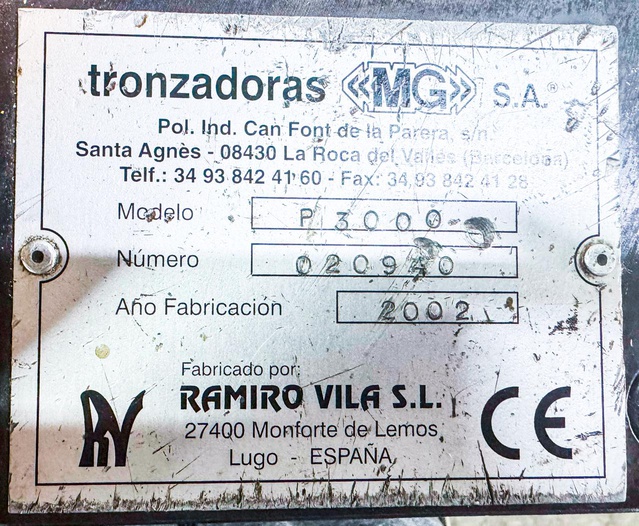 tronzadoras MG S.A.®
Pol. Ind. Can Font de la Parera, s/n.
Santa Agnès - 08430 La Roca del Vallés (Barcelona)
Telf.: 34 93 842 41 60 - Fax: 34 93 842 41 28
Modelo P 3000
Número
Año Fabricación 2002
Fabricado por:
RV RAMIRO VILA S.L. CE
27400 Monforte de Lemos
Lugo - ESPAÑA